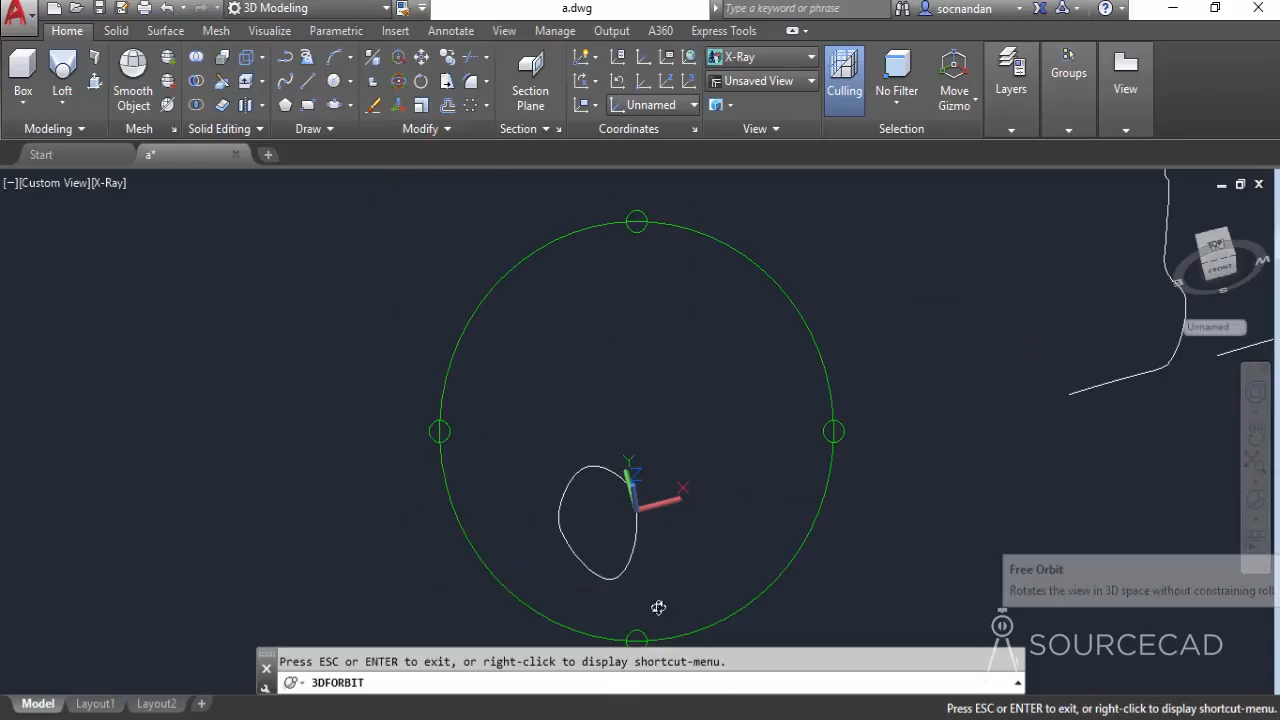 3D Modeling
a.dwg
Type a keyword or phrase
socnandan
Home Solid Surface Mesh Visualize Parametric Insert Annotate View Manage Output A360 Express Tools
Box
Loft
Smooth
Object
Section
Plane
X-Ray
Unsaved View
Unnamed
Culling
No Filter
Move
Gizmo
Layers
Groups
View
Modeling
Mesh
Solid Editing
Draw
Modify
Section
Coordinates
View
Selection
Start
a*
[−][Custom View][X-Ray]
TOP
FRONT
S
Unnamed
Y
Z
X
Free Orbit
Rotates the view in 3D space without constraining roll
SOURCECAD
Press ESC or ENTER to exit, or right-click to display shortcut-menu.
3DFORBIT
Model Layout1 Layout2
Press ESC or ENTER to exit, or right-click to display shortcut-menu.